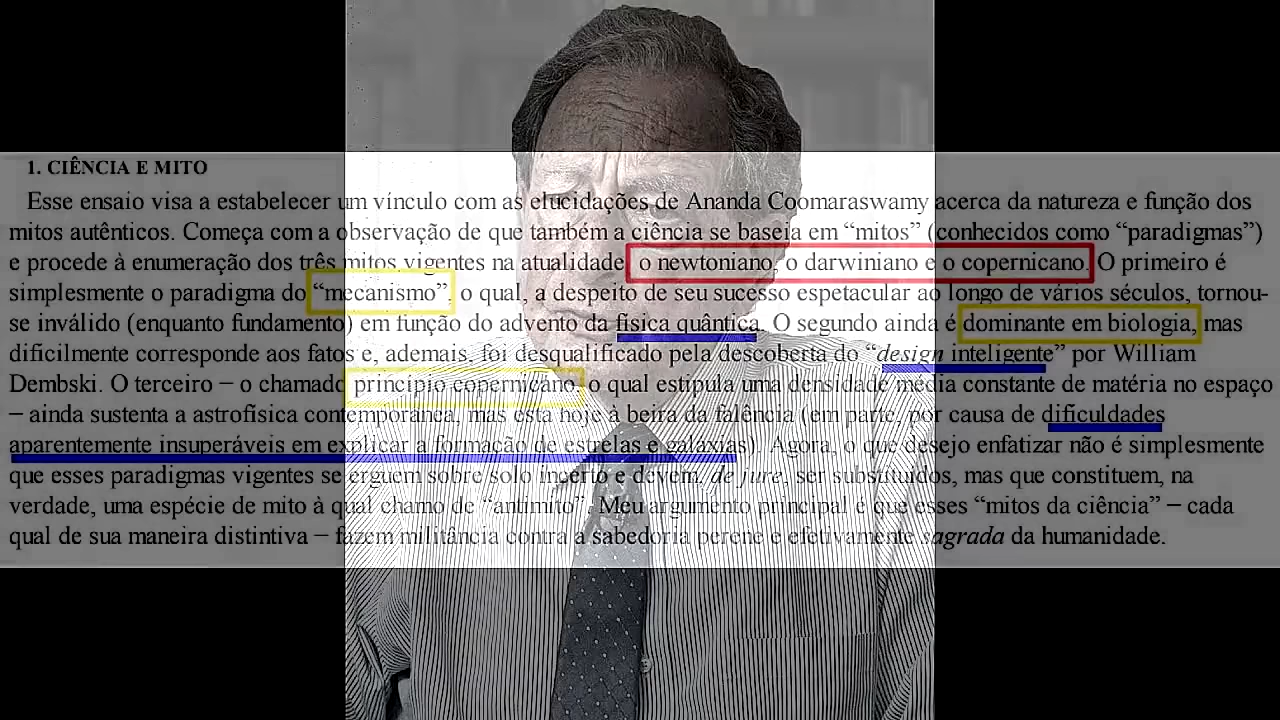 1. CIÊNCIA E MITO
Esse ensaio visa a estabelecer um vínculo com as elucidações de Ananda Coomaraswamy acerca da natureza e função dos
mitos autênticos. Começa com a observação de que também a ciência se baseia em “mitos” (conhecidos como “paradigmas”)
e procede à enumeração dos três mitos vigentes na atualidade, o newtoniano, o darwiniano e o copernicano. O primeiro é
simplesmente o paradigma do “mecanismo”, o qual, a despeito de seu sucesso espetacular ao longo de vários séculos, tornou-
se inválido (enquanto fundamento) em função do advento da física quântica. O segundo ainda é dominante em biologia, mas
dificilmente corresponde aos fatos e, ademais, foi desqualificado pela descoberta do “design inteligente” por William
Dembski. O terceiro – o chamado princípio copernicano, o qual estipula uma densidade média constante de matéria no espaço
– ainda sustenta a astrofísica contemporânea, mas está hoje à beira da falência (em parte, por causa de dificuldades
aparentemente insuperáveis em explicar a formação de estrelas e galáxias). Agora, o que desejo enfatizar não é simplesmente
que esses paradigmas vigentes se erguem sobre solo incerto e devem, de jure, ser substituídos, mas que constituem, na
verdade, uma espécie de mito à qual chamo de “antimito”. Meu argumento principal é que esses “mitos da ciência” – cada
qual de sua maneira distintiva – fazem militância contra a sabedoria perene e efetivamente sagrada da humanidade.